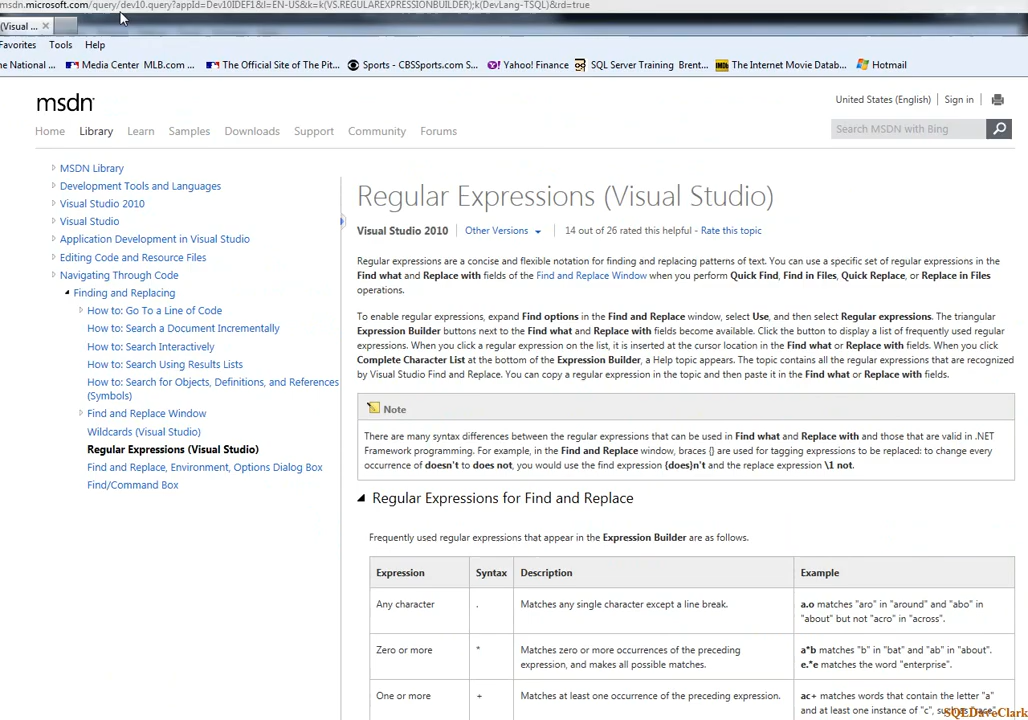 msdn.microsoft.com/query/dev10.query?appId=Dev10IDEF1&l=EN-US&k=k(VS.REGULAREXPRESSIONBUILDER);k(DevLang-TSQL)&rd=true
(Visual ...
Favorites Tools Help
he National ... Media Center MLB.com ... The Official Site of The Pit... Sports - CBSSports.com S... Yahoo! Finance SQL Server Training Brent... The Internet Movie Datab... Hotmail
msdn
United States (English) Sign in
Home Library Learn Samples Downloads Support Community Forums
Search MSDN with Bing
MSDN Library
Development Tools and Languages
Visual Studio 2010
Visual Studio
Application Development in Visual Studio
Editing Code and Resource Files
Navigating Through Code
Finding and Replacing
How to: Go To a Line of Code
How to: Search a Document Incrementally
How to: Search Interactively
How to: Search Using Results Lists
How to: Search for Objects, Definitions, and References
(Symbols)
Find and Replace Window
Wildcards (Visual Studio)
Regular Expressions (Visual Studio)
Find and Replace, Environment, Options Dialog Box
Find/Command Box
Regular Expressions (Visual Studio)
Visual Studio 2010 Other Versions 14 out of 26 rated this helpful - Rate this topic
Regular expressions are a concise and flexible notation for finding and replacing patterns of text. You can use a specific set of regular expressions in the
Find what and Replace with fields of the Find and Replace Window when you perform Quick Find, Find in Files, Quick Replace, or Replace in Files
operations.
To enable regular expressions, expand Find options in the Find and Replace window, select Use, and then select Regular expressions. The triangular
Expression Builder buttons next to the Find what and Replace with fields become available. Click the button to display a list of frequently used regular
expressions. When you click a regular expression on the list, it is inserted at the cursor location in the Find what or Replace with fields. When you click
Complete Character List at the bottom of the Expression Builder, a Help topic appears. The topic contains all the regular expressions that are recognized
by Visual Studio Find and Replace. You can copy a regular expression in the topic and then paste it in the Find what or Replace with fields.
Note
There are many syntax differences between the regular expressions that can be used in Find what and Replace with and those that are valid in .NET
Framework programming. For example, in the Find and Replace window, braces {} are used for tagging expressions to be replaced: to change every
occurrence of doesn't to does not, you would use the find expression {does}n't and the replace expression \1 not.
Regular Expressions for Find and Replace
Frequently used regular expressions that appear in the Expression Builder are as follows.
Expression Syntax Description Example
Any character . Matches any single character except a line break. a.o matches "aro" in "around" and "abo" in
"about" but not "acro" in "across".
Zero or more * Matches zero or more occurrences of the preceding
expression, and makes all possible matches. a*b matches "b" in "bat" and "ab" in "about".
e.*e matches the word "enterprise".
One or more + Matches at least one occurrence of the preceding expression. ac+ matches words that contain the letter "a"
and at least one instance of "c", such as
SQLDaveClark